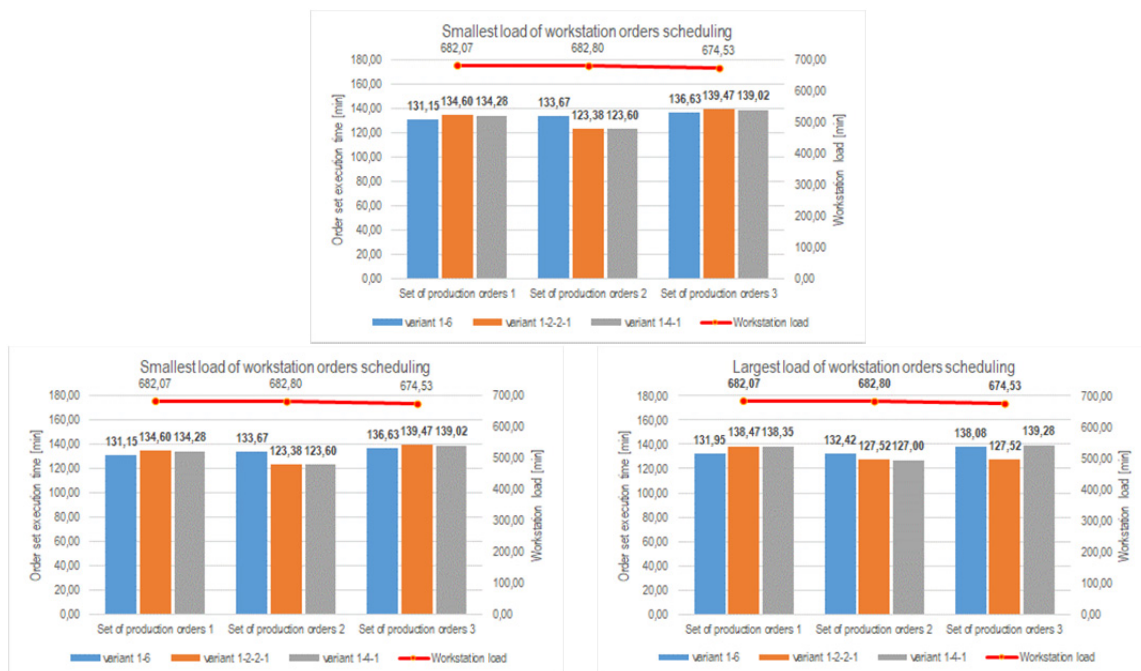 Smallest load of workstation orders scheduling
682,07 682,80 674,53
180,00 700,00
160,00 600,00
140,00 500,00
120,00 400,00
100,00 300,00
80,00 200,00
60,00 100,00
40,00 0,00
20,00
0,00
131,15 134,60 134,28 133,67 123,38 123,60 136,63 139,47 139,02
Order set execution time [min]
Workstation load [min]
Set of production orders 1 Set of production orders 2 Set of production orders 3
variant 1-6 variant 1-2-2-1 variant 1-4-1 Workstation load
Smallest load of workstation orders scheduling
682,07 682,80 674,53
180,00 700,00
160,00 600,00
140,00 500,00
120,00 400,00
100,00 300,00
80,00 200,00
60,00 100,00
40,00 0,00
20,00
0,00
131,15 134,60 134,28 133,67 123,38 123,60 136,63 139,47 139,02
Order set execution time [min]
Workstation load [min]
Set of production orders 1 Set of production orders 2 Set of production orders 3
variant 1-6 variant 1-2-2-1 variant 1-4-1 Workstation load
Largest load of workstation orders scheduling
682,07 682,80 674,53
180,00 700,00
160,00 600,00
140,00 500,00
120,00 400,00
100,00 300,00
80,00 200,00
60,00 100,00
40,00 0,00
20,00
0,00
131,95 138,47 138,35 132,42 127,52 127,00 138,08 127,52 139,28
Order set execution time [min]
Workstation load [min]
Set of production orders 1 Set of production orders 2 Set of production orders 3
variant 1-6 variant 1-2-2-1 variant 1-4-1 Workstation load